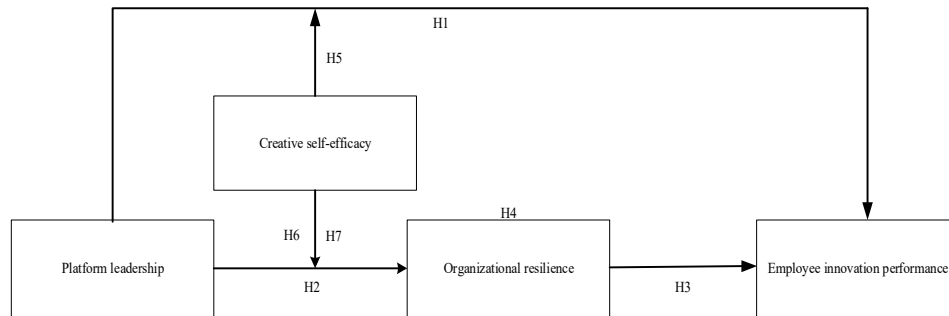 H1
H5
Creative self-efficacy
H4
H6 H7
Platform leadership
Organizational resilience
Employee innovation performance
H2
H3